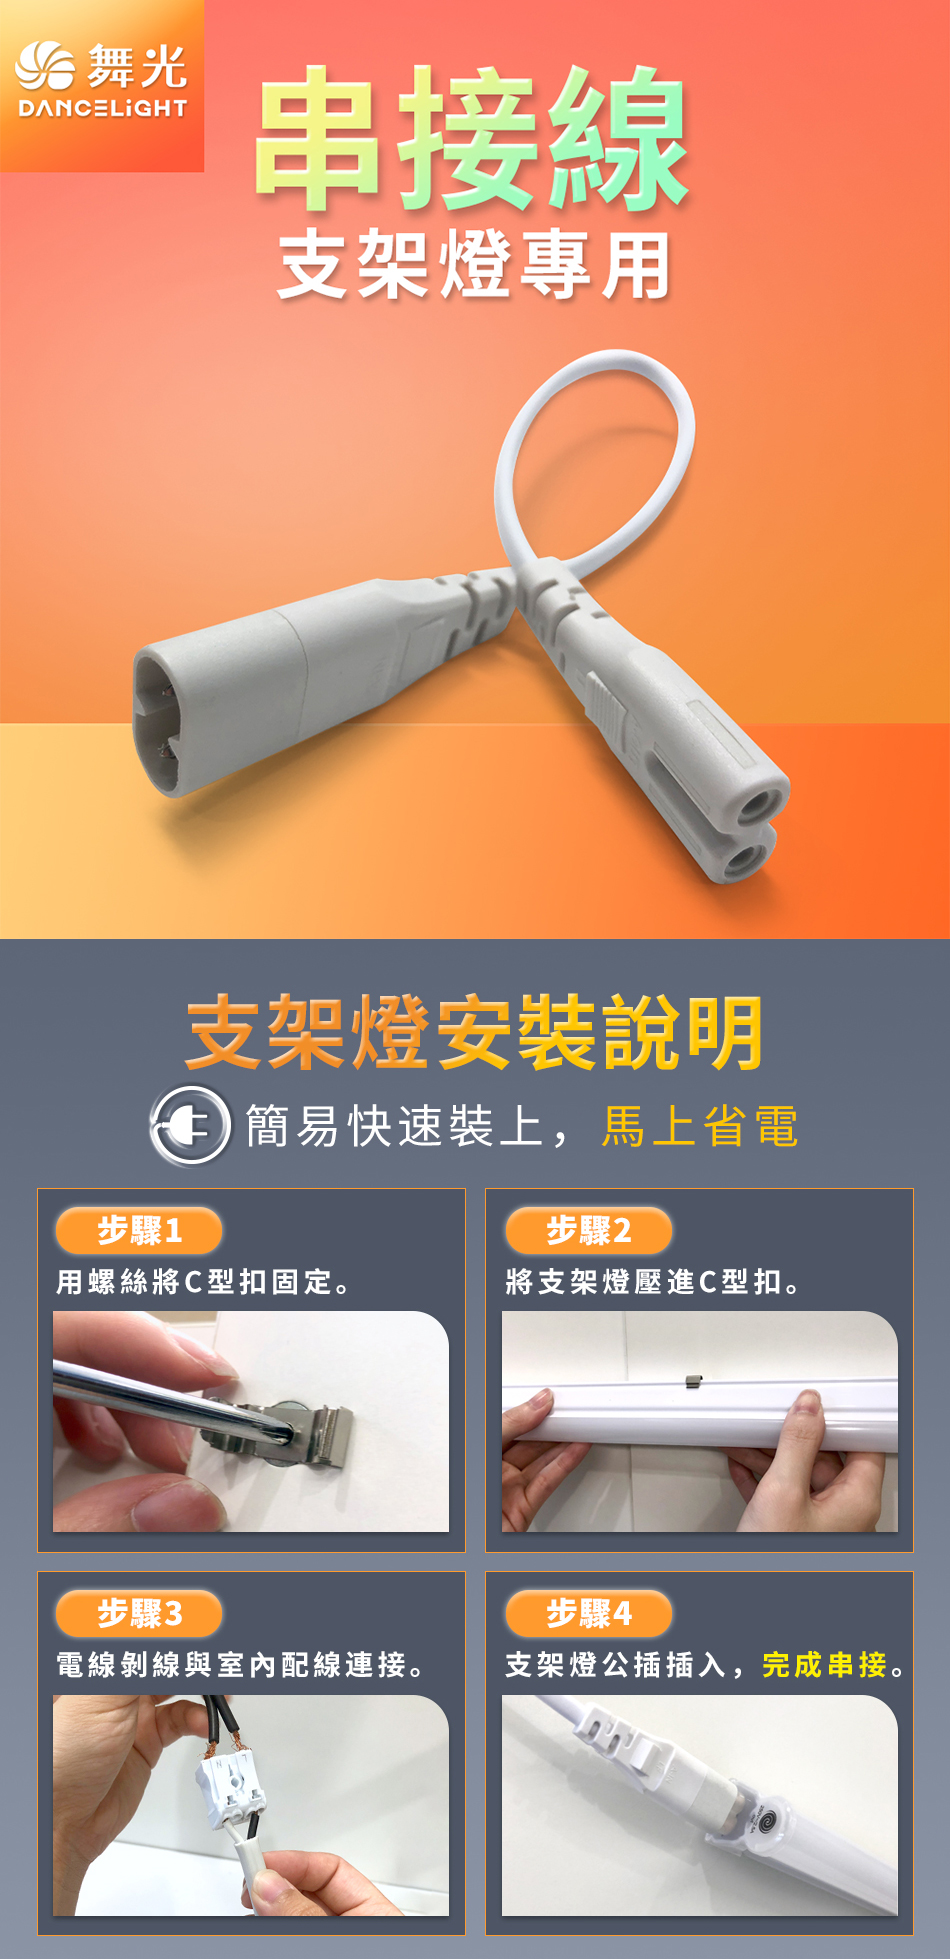 舞光
DANCELiGHT
串接線
支架燈專用
支架燈安裝說明
簡易快速裝上，馬上省電
步驟1
用螺絲將C型扣固定。
步驟2
將支架燈壓進C型扣。
步驟3
電線剝線與室內配線連接。
N L
步驟4
支架燈公插插入，完成串接。